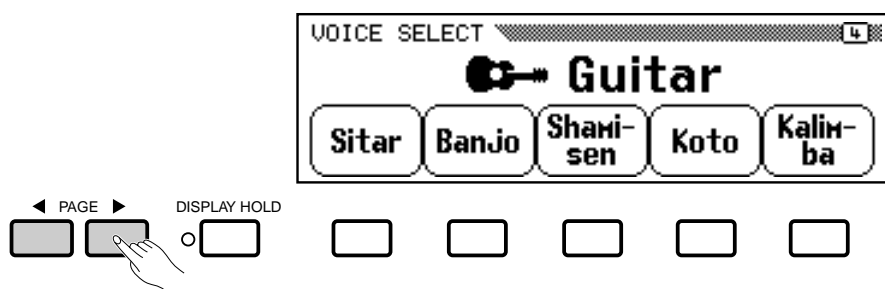 VOICE SELECT 4
Guitar
Sitar Banjo Shami-
sen Koto Kalim-
ba
◀ PAGE ▶ DISPLAY HOLD